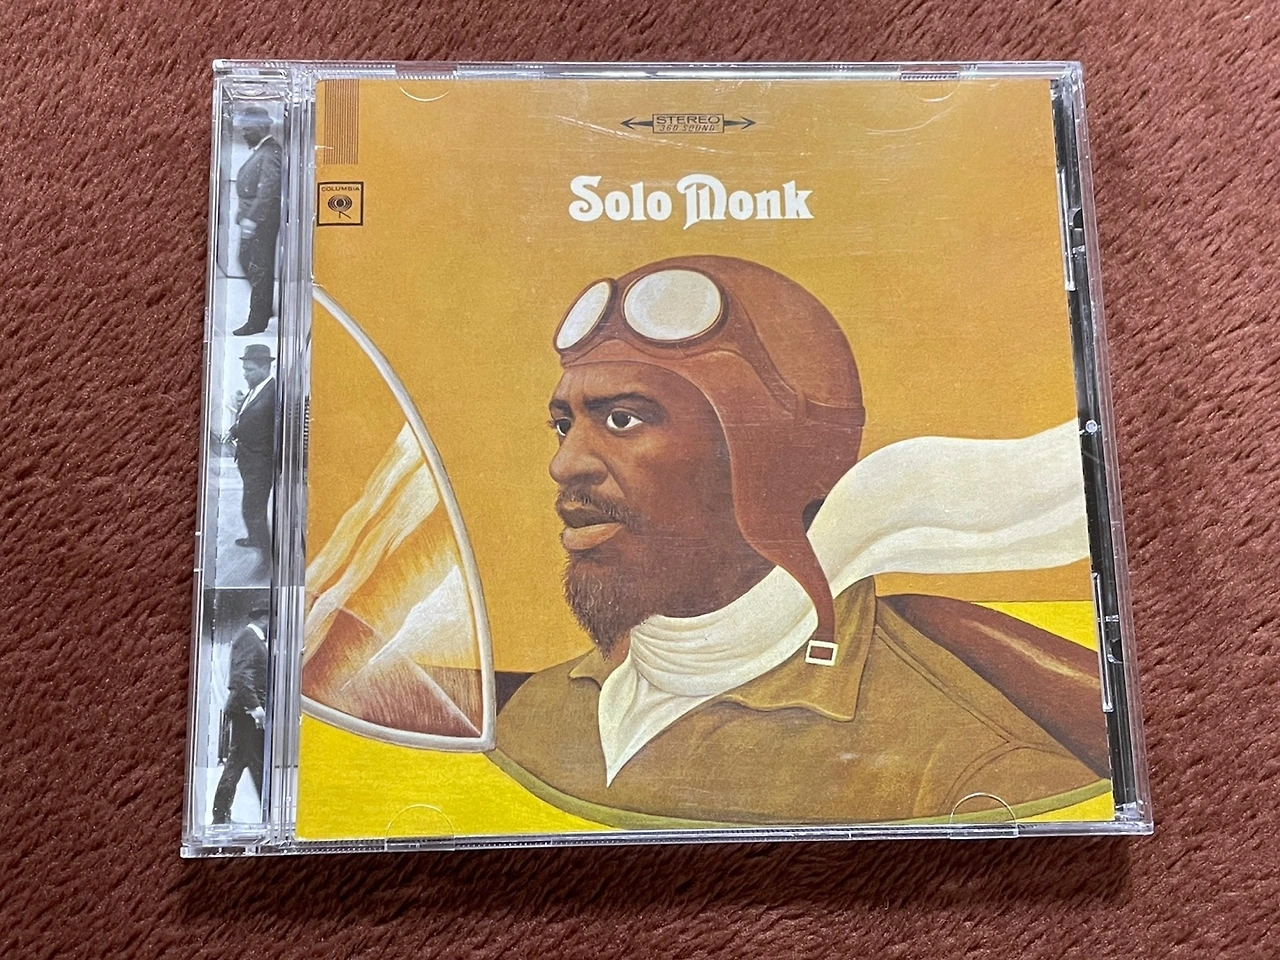 STEREO
360 SOUND
COLUMBIA
Solo Monk